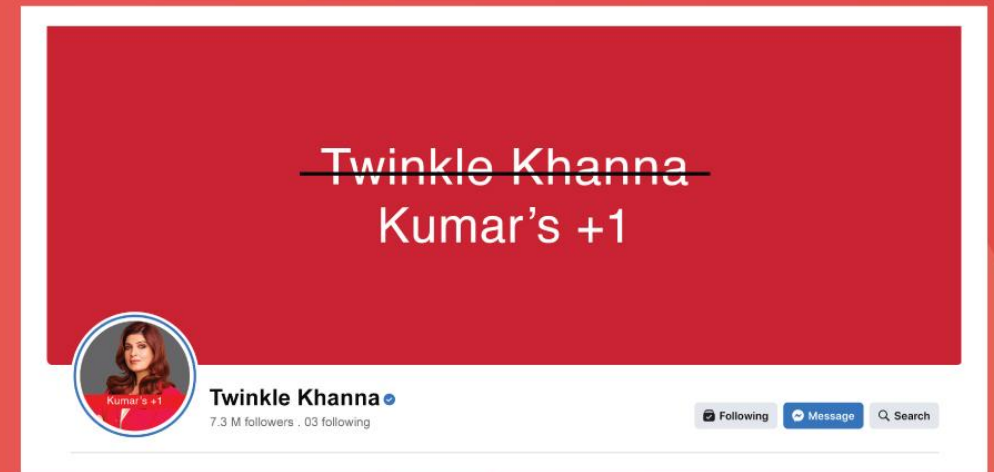 Twinkle Khanna
Kumar's +1
Kumar's +1
Twinkle Khanna
7.3 M followers . 03 following
Following
Message
Search